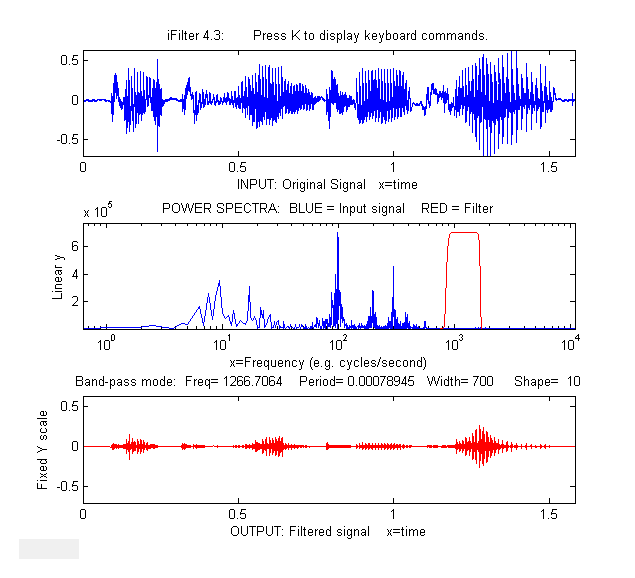 iFilter 4.3: Press K to display keyboard commands.
0.5
0
-0.5
0 0.5 1 1.5
INPUT: Original Signal x=time
POWER SPECTRA: BLUE = Input signal RED = Filter
x 10^5
6
4
2
Linear y
10^0 10^1 10^2 10^3 10^4
x=Frequency (e.g. cycles/second)
Band-pass mode: Freq= 1266.7064 Period= 0.00078945 Width= 700 Shape= 10
0.5
0
-0.5
Fixed Y scale
0 0.5 1 1.5
OUTPUT: Filtered signal x=time